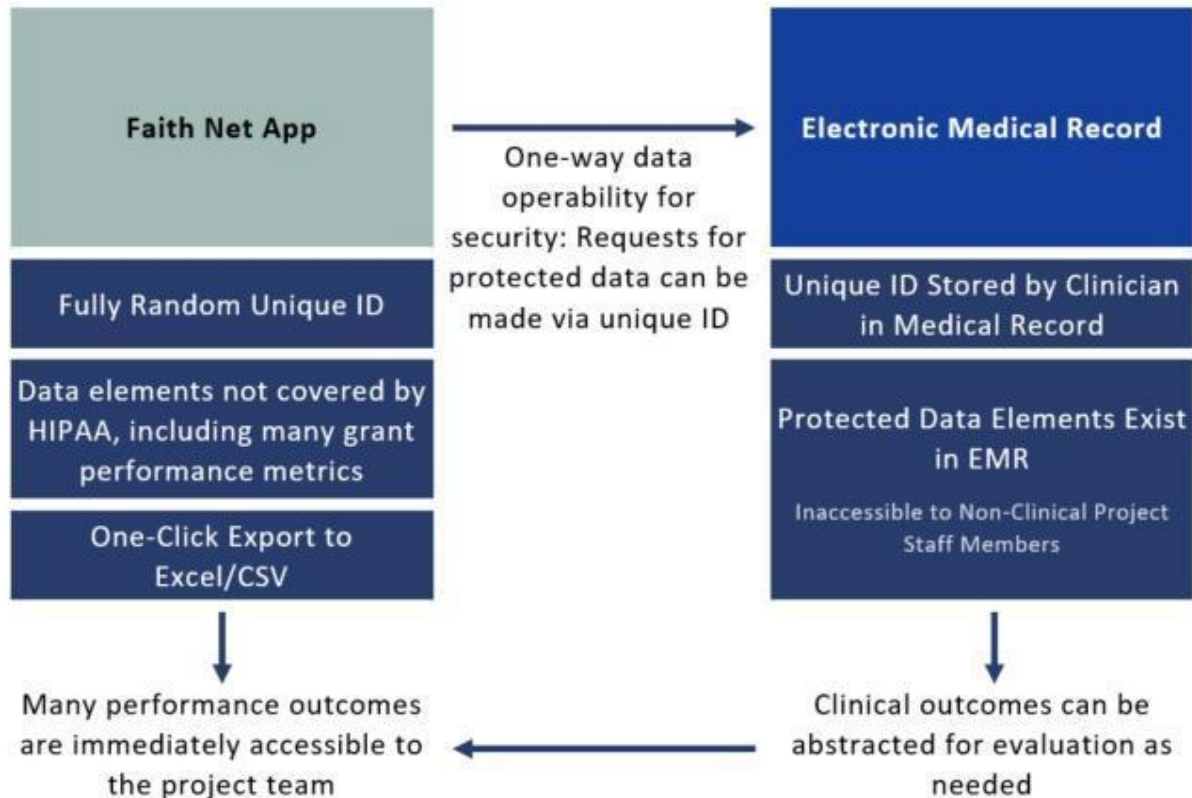 Faith Net App
Fully Random Unique ID
Data elements not covered by
HIPAA, including many grant
performance metrics
One-Click Export to
Excel/CSV
Many performance outcomes
are immediately accessible to
the project team
One-way data
operability for
security: Requests for
protected data can be
made via unique ID
Electronic Medical Record
Unique ID Stored by Clinician
in Medical Record
Protected Data Elements Exist
in EMR
Inaccessible to Non-Clinical Project
Staff Members
Clinical outcomes can be
abstracted for evaluation as
needed